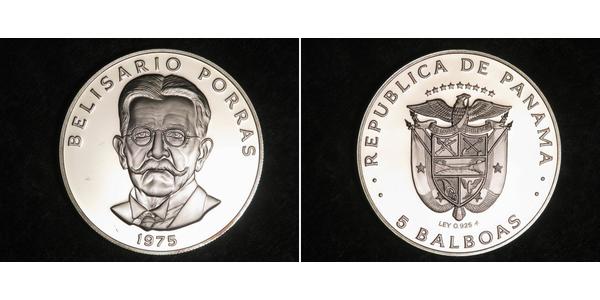 BELISARIO PORRAS
1975
REPUBLICA DE PANAMA
LEY 0.925
5 BALBOAS